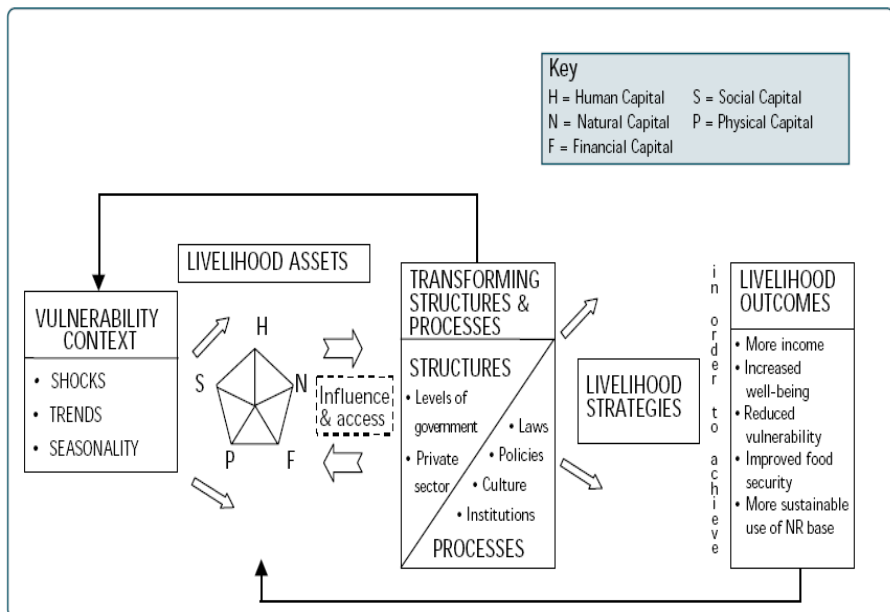 Key
H = Human Capital S = Social Capital
N = Natural Capital P = Physical Capital
F = Financial Capital
LIVELIHOOD ASSETS
VULNERABILITY
CONTEXT
• SHOCKS
• TRENDS
• SEASONALITY
H
S
N
P
F
Influence
& access
TRANSFORMING
STRUCTURES &
PROCESSES
STRUCTURES
• Levels of
government
• Private
sector
• Laws
• Policies
• Culture
• Institutions
PROCESSES
LIVELIHOOD
STRATEGIES
in order to achieve
LIVELIHOOD
OUTCOMES
• More income
• Increased
well-being
• Reduced
vulnerability
• Improved food
security
• More sustainable
use of NR base